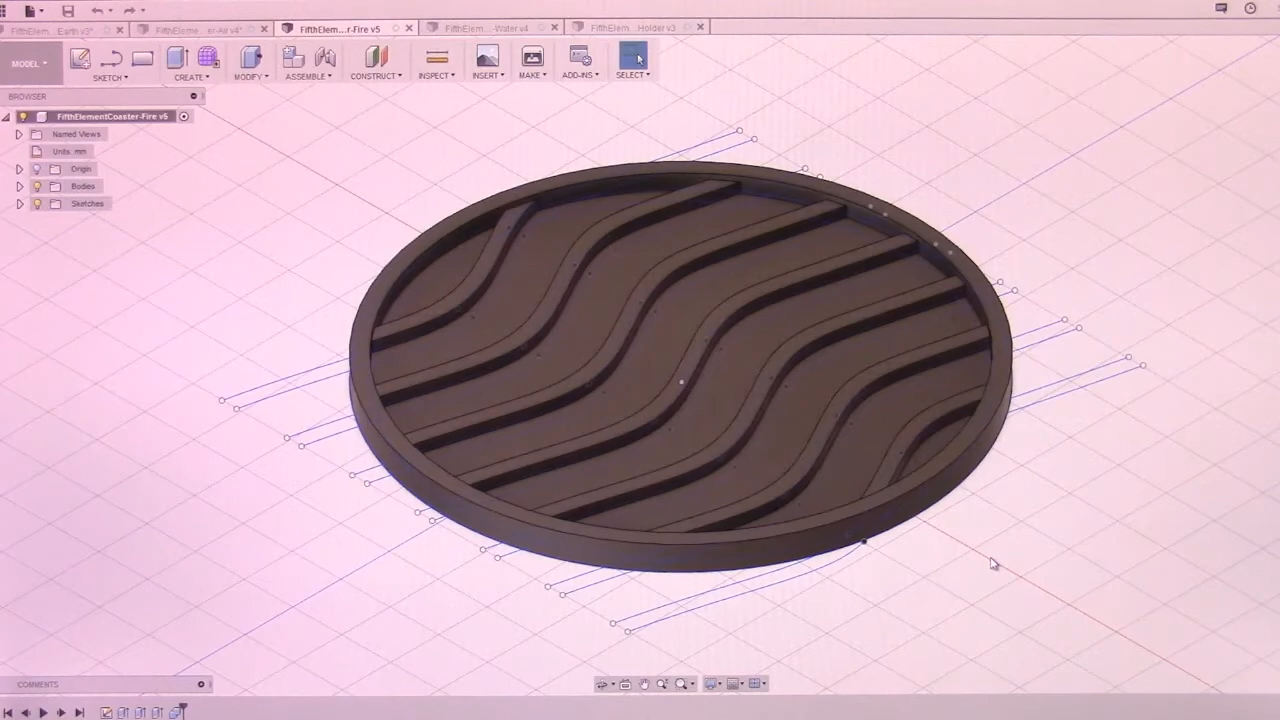 FifthElem... Earth v3*
FifthEleme... er-Air v4*
FifthElem...r-Fire v5
FifthElem...-Water v4
FifthElem... Holder v3
MODEL
SKETCH
CREATE
MODIFY
ASSEMBLE
CONSTRUCT
INSPECT
INSERT
MAKE
ADD-INS
SELECT
BROWSER
FifthElementCoaster-Fire v5
Named Views
Units: mm
Origin
Bodies
Sketches
COMMENTS